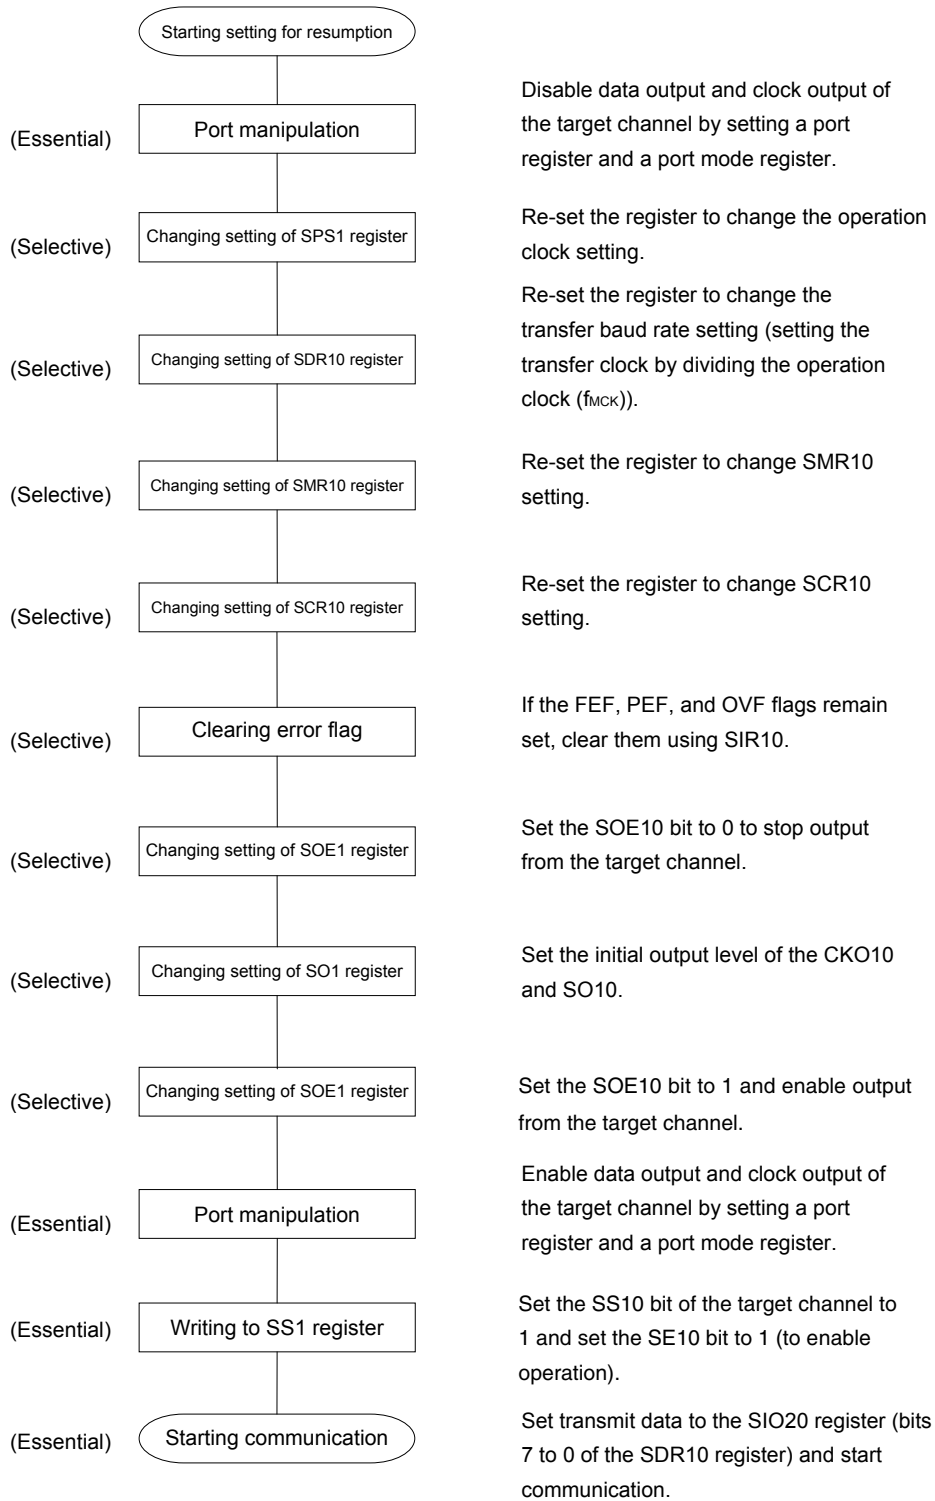 Starting setting for resumption
(Essential)
Port manipulation
Disable data output and clock output of
the target channel by setting a port
register and a port mode register.
(Selective)
Changing setting of SPS1 register
Re-set the register to change the operation
clock setting.
(Selective)
Changing setting of SDR10 register
Re-set the register to change the
transfer baud rate setting (setting the
transfer clock by dividing the operation
clock (fMCK)).
(Selective)
Changing setting of SMR10 register
Re-set the register to change SMR10
setting.
(Selective)
Changing setting of SCR10 register
Re-set the register to change SCR10
setting.
(Selective)
Clearing error flag
If the FEF, PEF, and OVF flags remain
set, clear them using SIR10.
(Selective)
Changing setting of SOE1 register
Set the SOE10 bit to 0 to stop output
from the target channel.
(Selective)
Changing setting of SO1 register
Set the initial output level of the CKO10
and SO10.
(Selective)
Changing setting of SOE1 register
Set the SOE10 bit to 1 and enable output
from the target channel.
(Essential)
Port manipulation
Enable data output and clock output of
the target channel by setting a port
register and a port mode register.
(Essential)
Writing to SS1 register
Set the SS10 bit of the target channel to
1 and set the SE10 bit to 1 (to enable
operation).
(Essential)
Starting communication
Set transmit data to the SIO20 register (bits
7 to 0 of the SDR10 register) and start
communication.